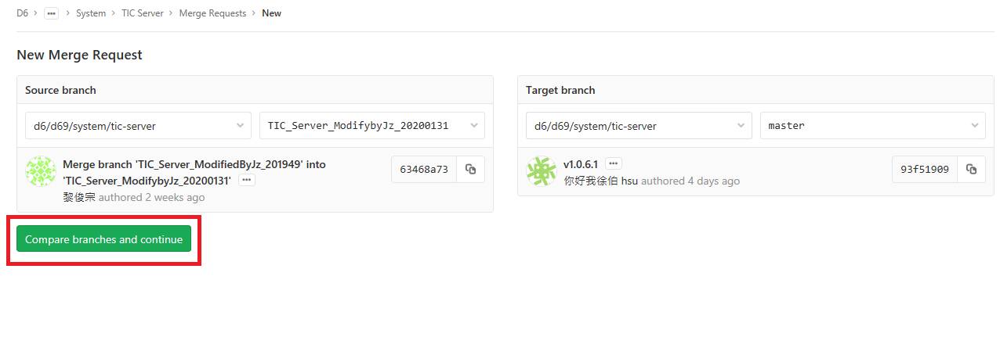 D6 > ··· > System > TIC Server > Merge Requests > New
New Merge Request
Source branch
d6/d69/system/tic-server
TIC_Server_ModifybyJz_20200131
Merge branch 'TIC_Server_ModifiedByJz_201949' into
'TIC_Server_ModifybyJz_20200131' ···
黎俊宗 authored 2 weeks ago
63468a73
Target branch
d6/d69/system/tic-server
master
v1.0.6.1 ···
你好我徐伯 hsu authored 4 days ago
93f51909
Compare branches and continue